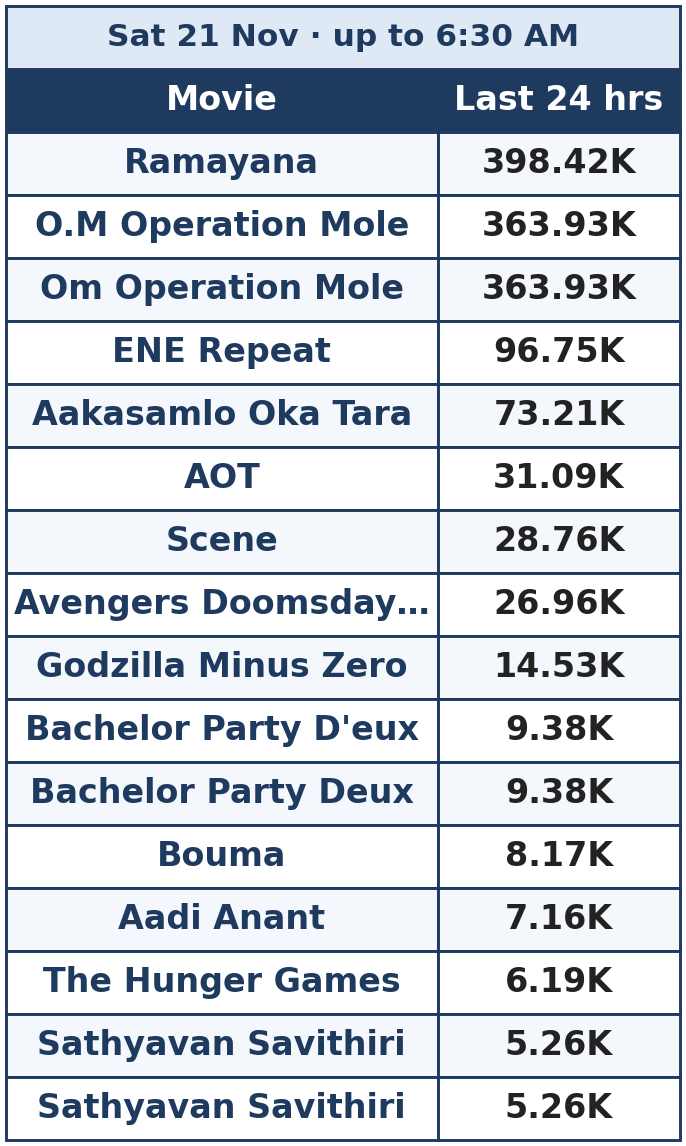 Sat 21 Nov · up to 6:30 AM
Movie Last 24 hrs
Ramayana 398.42K
O.M Operation Mole 363.93K
Om Operation Mole 363.93K
ENE Repeat 96.75K
Aakasamlo Oka Tara 73.21K
AOT 31.09K
Scene 28.76K
Avengers Doomsday... 26.96K
Godzilla Minus Zero 14.53K
Bachelor Party D'eux 9.38K
Bachelor Party Deux 9.38K
Bouma 8.17K
Aadi Anant 7.16K
The Hunger Games 6.19K
Sathyavan Savithiri 5.26K
Sathyavan Savithiri 5.26K